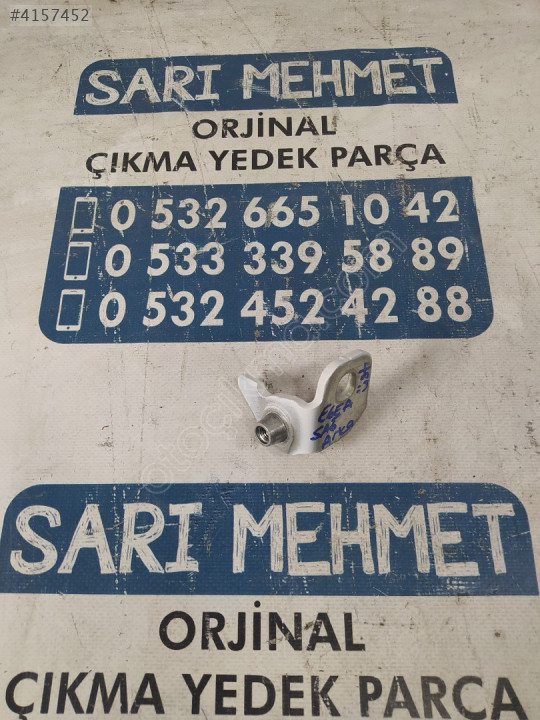 #4157452
SARI MEHMET
ORJİNAL
ÇIKMA YEDEK PARÇA
0 532 665 10 42
0 533 339 58 89
0 532 452 42 88
EGEA
SAĞ
ARKA
SARI MEHMET
ORJİNAL
ÇIKMA YEDEK PARÇA